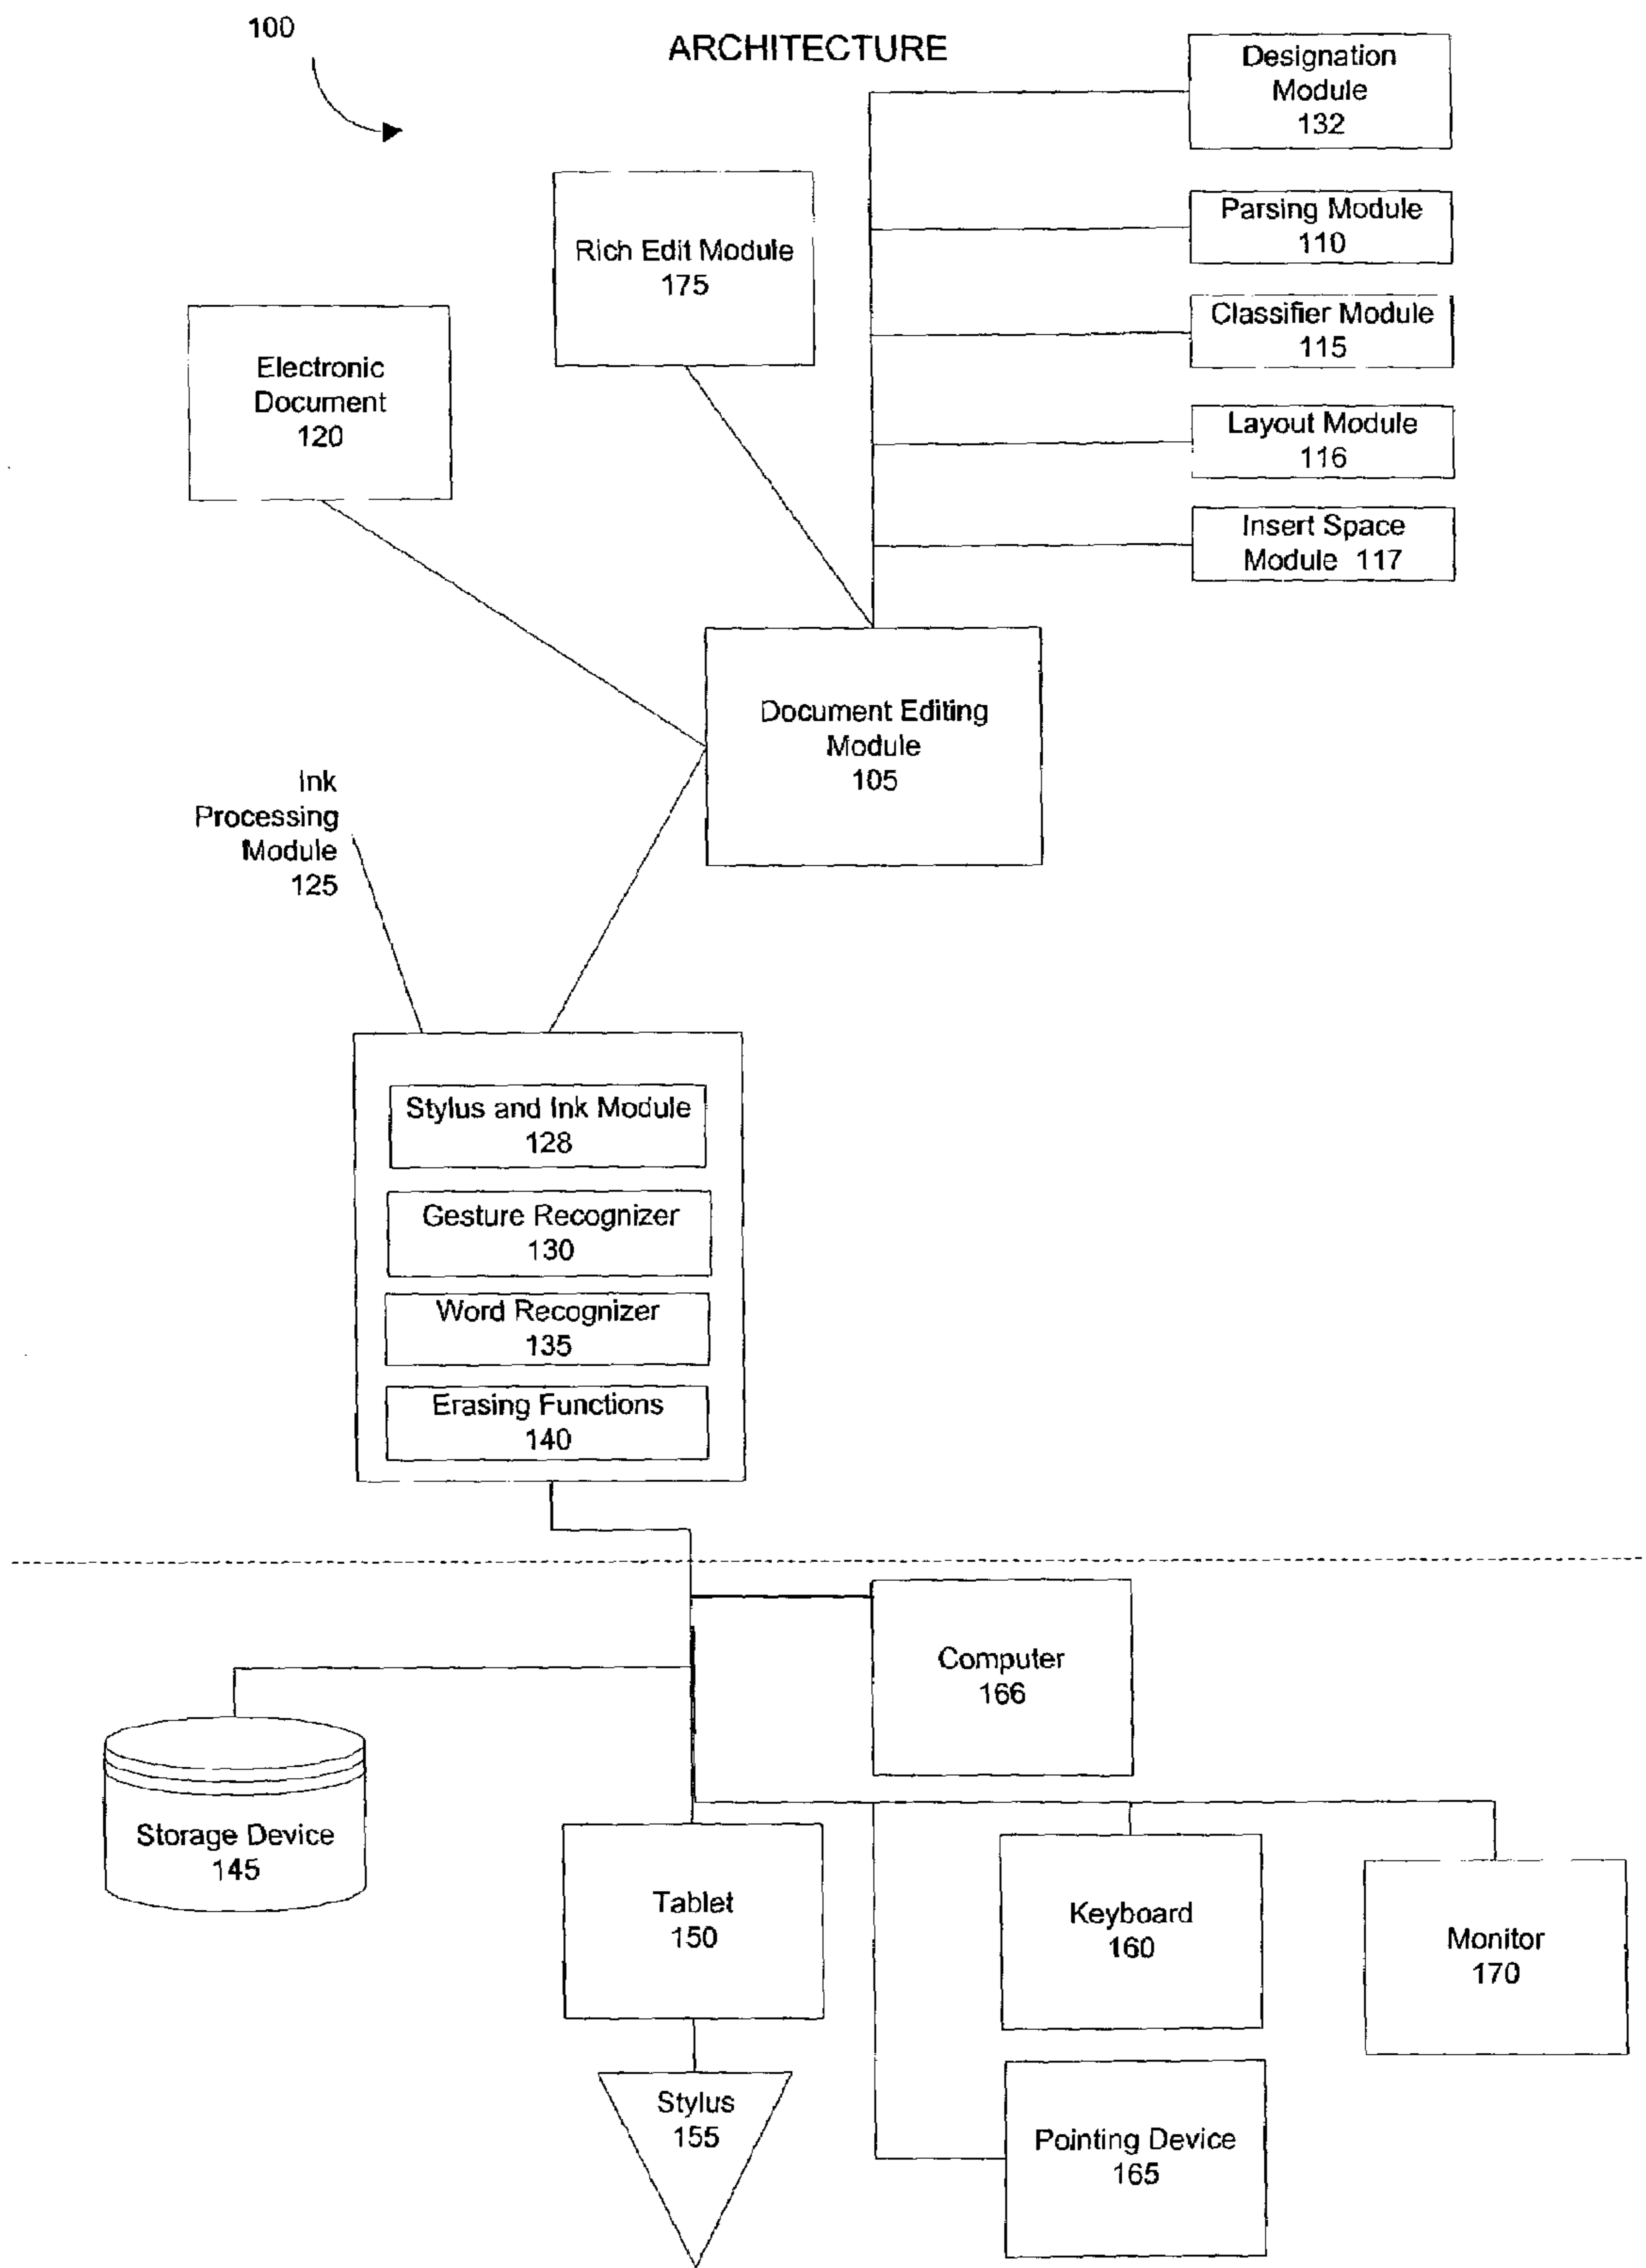 100
ARCHITECTURE
Designation
Module
132
Parsing Module
110
Rich Edit Module
175
Classifier Module
115
Electronic
Document
120
Layout Module
116
Insert Space
Module 117
Document Editing
Module
105
Ink
Processing
Module
125
Stylus and Ink Module
128
Gesture Recognizer
130
Word Recognizer
135
Erasing Functions
140
Computer
166
Storage Device
145
Tablet
150
Keyboard
160
Monitor
170
Stylus
155
Pointing Device
165